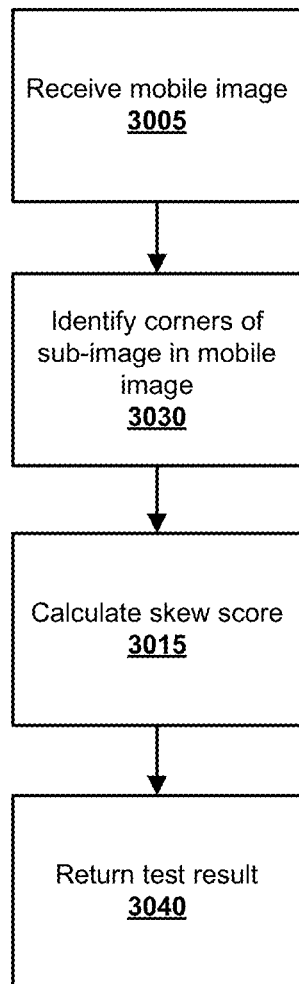 Receive mobile image
3005
Identify corners of
sub-image in mobile
image
3030
Calculate skew score
3015
Return test result
3040